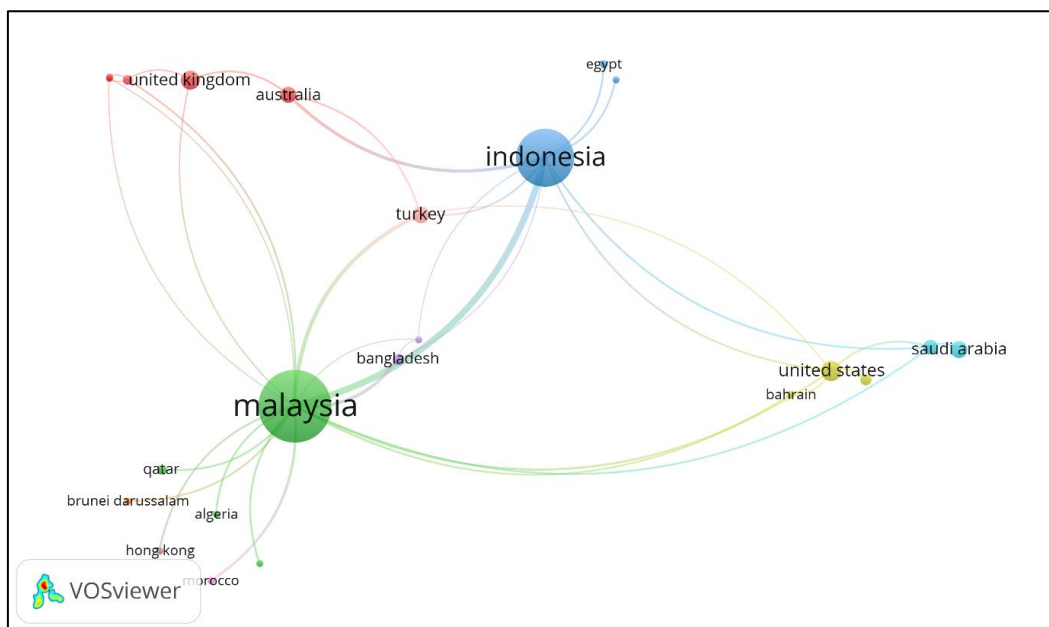 egypt
united kingdom
australia
indonesia
turkey
saudi arabia
bangladesh
united states
bahrain
malaysia
qatar
brunei darussalam
algeria
hong kong
morocco
VOSviewer